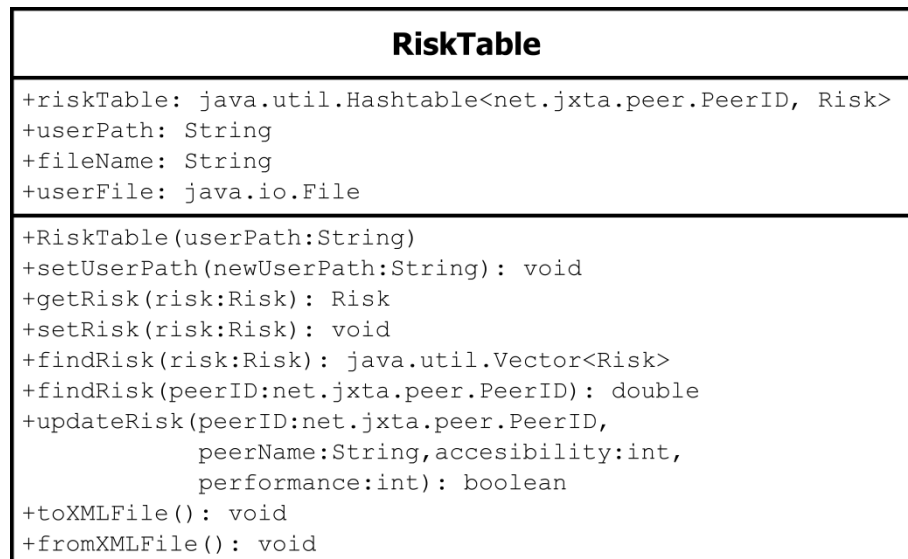 RiskTable
+riskTable: java.util.Hashtable<net.jxta.peer.PeerID, Risk>
+userPath: String
+fileName: String
+userFile: java.io.File
+RiskTable(userPath:String)
+setUserPath(newUserPath:String): void
+getRisk(risk:Risk): Risk
+setRisk(risk:Risk): void
+findRisk(risk:Risk): java.util.Vector<Risk>
+findRisk(peerID:net.jxta.peer.PeerID): double
+updateRisk(peerID:net.jxta.peer.PeerID,
peerName:String,accesibility:int,
performance:int): boolean
+toXMLFile(): void
+fromXMLFile(): void